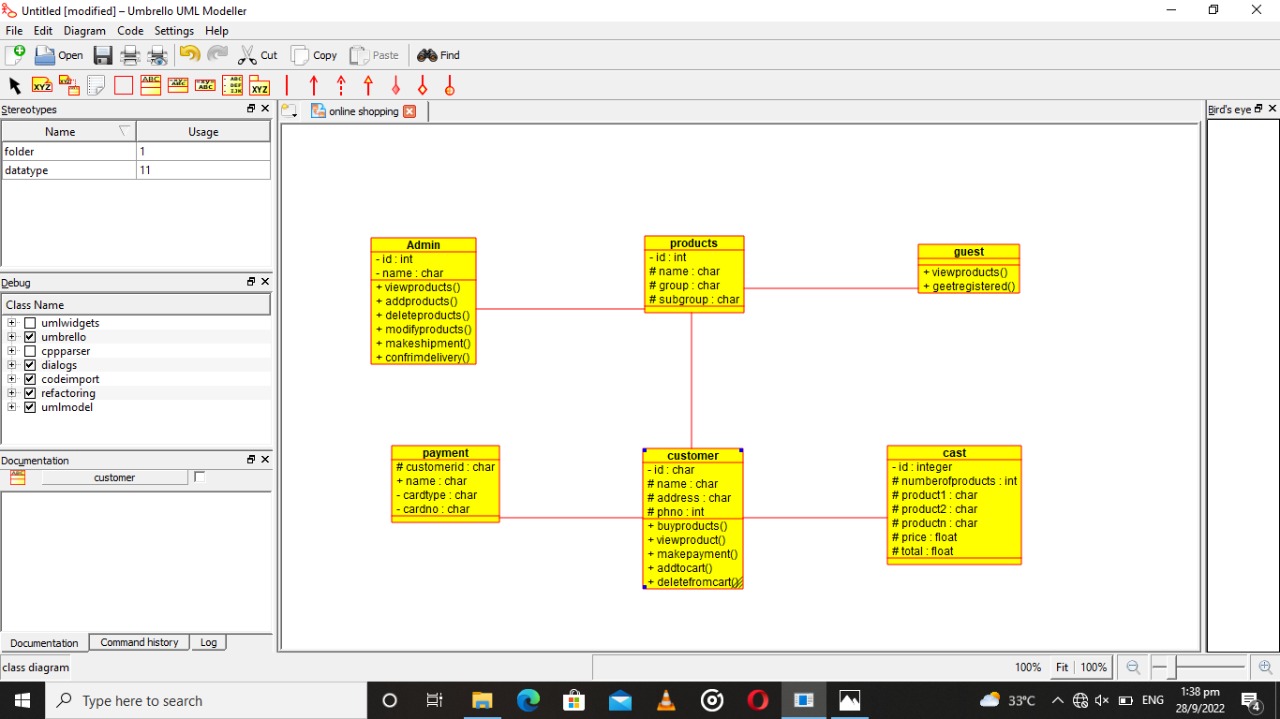 Untitled [modified] – Umbrello UML Modeller
File Edit Diagram Code Settings Help
Open Cut Copy Paste Find
XYZ ABC XYZ
Stereotypes
Name Usage
folder 1
datatype 11
Debug
Class Name
umlwidgets
umbrello
cppparser
dialogs
codeimport
refactoring
umlmodel
Documentation
customer
Documentation Command history Log
online shopping
Bird's eye
Admin
- id : int
- name : char
+ viewproducts()
+ addproducts()
+ deleteproducts()
+ modifyproducts()
+ makeshipment()
+ confrimdelivery()
products
- id : int
# name : char
# group : char
# subgroup : char
guest
+ viewproducts()
+ geetregistered()
payment
# customerid : char
+ name : char
- cardtype : char
- cardno : char
customer
- id : char
# name : char
# address : char
# phno : int
+ buyproducts()
+ viewproduct()
+ makepayment()
+ addtocart()
+ deletefromcart()
cast
- id : integer
# numberofproducts : int
# product1 : char
# product2 : char
# productn : char
# price : float
# total : float
class diagram
100% Fit 100%
Type here to search
33°C ENG
1:38 pm
28/9/2022
4